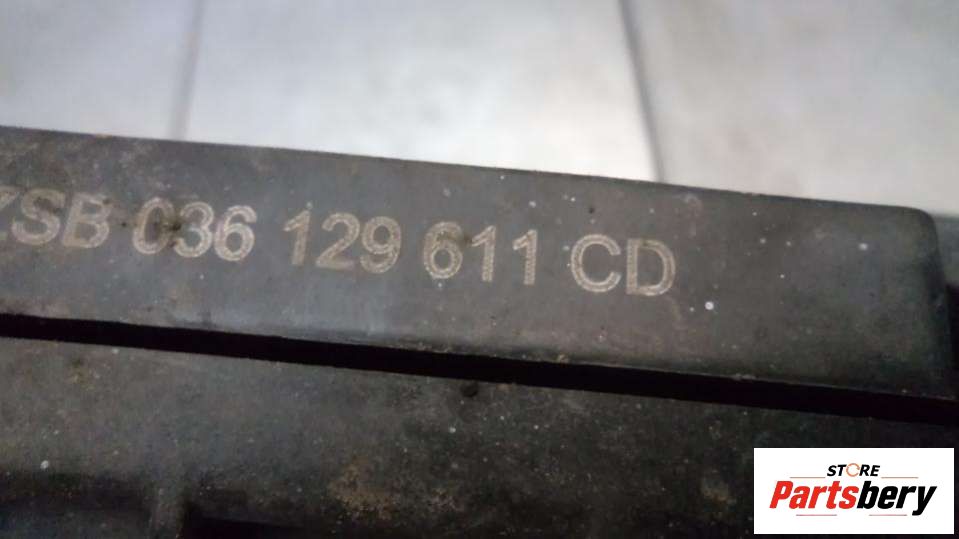 ZSB 036 129 611 CD
STORE
Partsbery